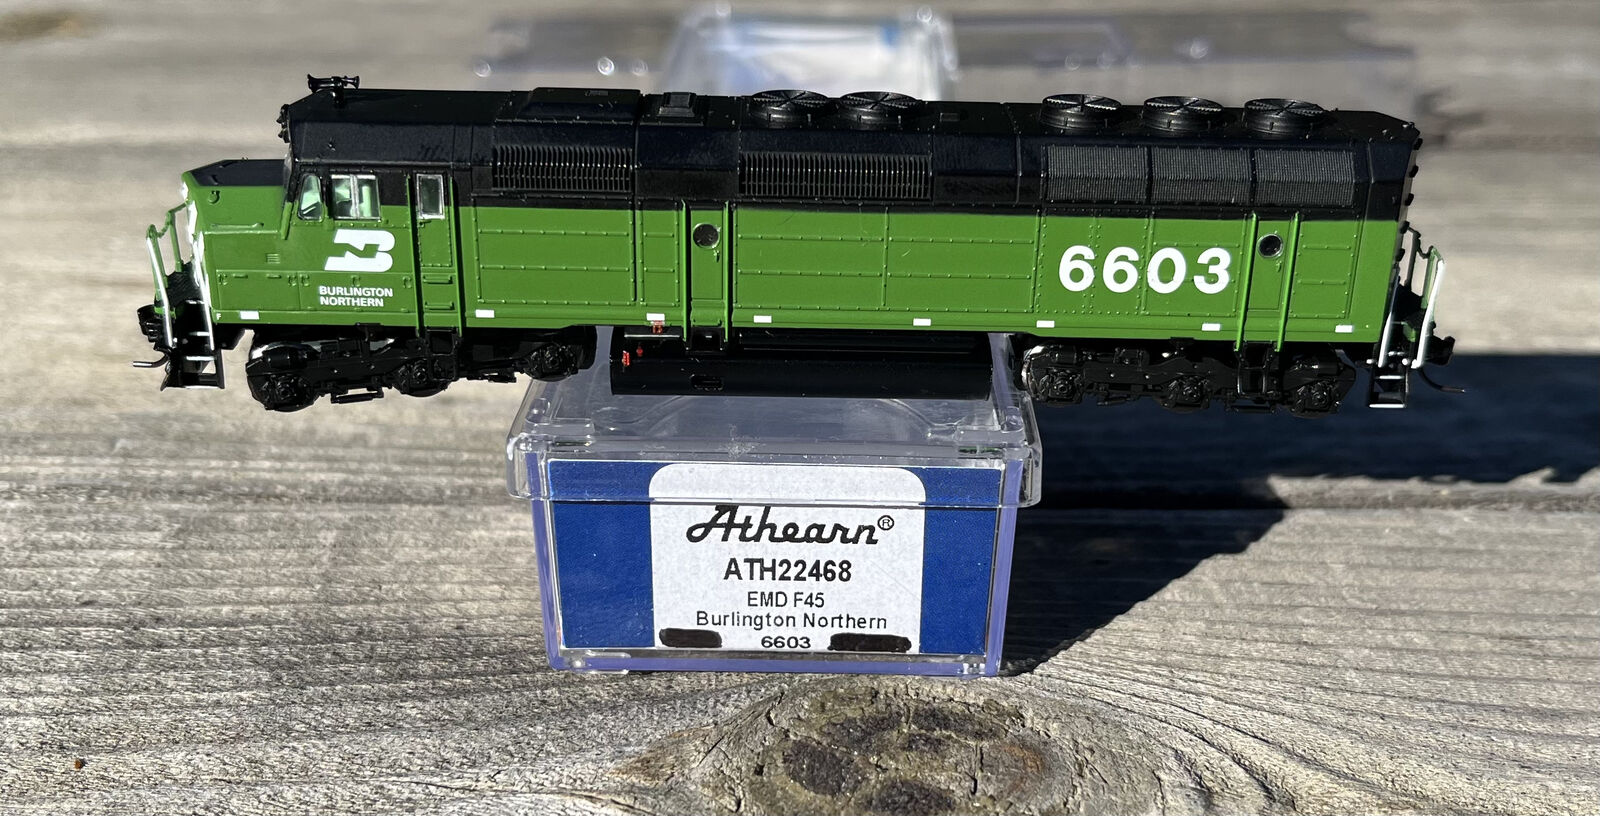 BURLINGTON
NORTHERN
6603
F
Athearn®
ATH22468
EMD F45
Burlington Northern
6603